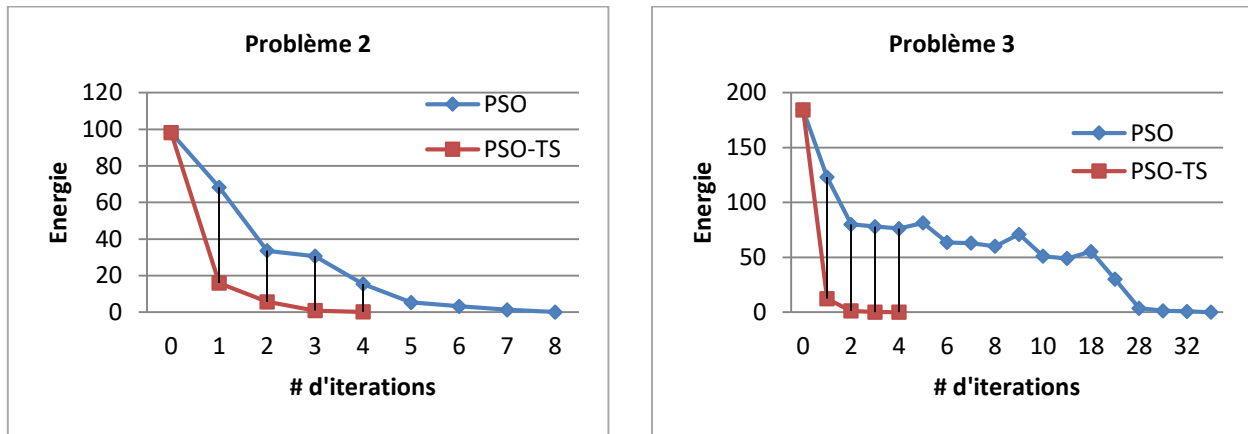 Problème 2
120
100
80
60
40
20
0
Energie
PSO
PSO-TS
0 1 2 3 4 5 6 7 8
# d'iterations
Problème 3
200
150
100
50
0
Energie
PSO
PSO-TS
0 2 4 6 8 10 18 28 32
# d'iterations